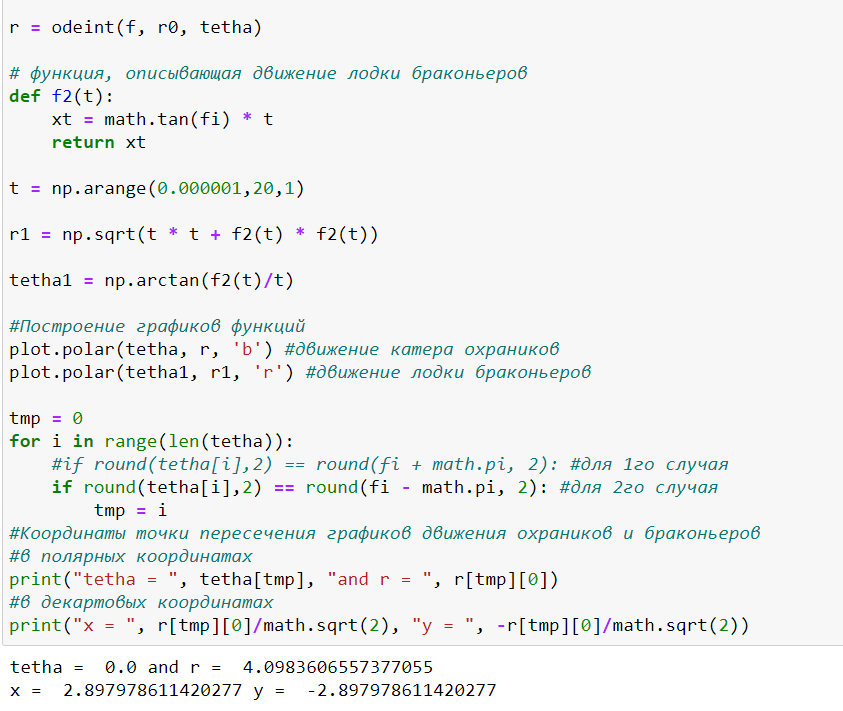 r = odeint(f, r0, tetha)
# функция, описывающая движение лодки браконьеров
def f2(t):
    xt = math.tan(fi) * t
    return xt
t = np.arange(0.000001,20,1)
r1 = np.sqrt(t * t + f2(t) * f2(t))
tetha1 = np.arctan(f2(t)/t)
#Построение графиков функций
plot.polar(tetha, r, 'b') #движение катера охраников
plot.polar(tetha1, r1, 'r') #движение лодки браконьеров
tmp = 0
for i in range(len(tetha)):
    #if round(tetha[i],2) == round(fi + math.pi, 2): #для 1го случая
    if round(tetha[i],2) == round(fi - math.pi, 2): #для 2го случая
        tmp = i
#Координаты точки пересечения графиков движения охраников и браконьеров
#в полярных координатах
print("tetha = ", tetha[tmp], "and r = ", r[tmp][0])
#в декартовых координатах
print("x = ", r[tmp][0]/math.sqrt(2), "y = ", -r[tmp][0]/math.sqrt(2))
tetha =  0.0 and r =  4.0983606557377055
x =  2.897978611420277 y =  -2.897978611420277